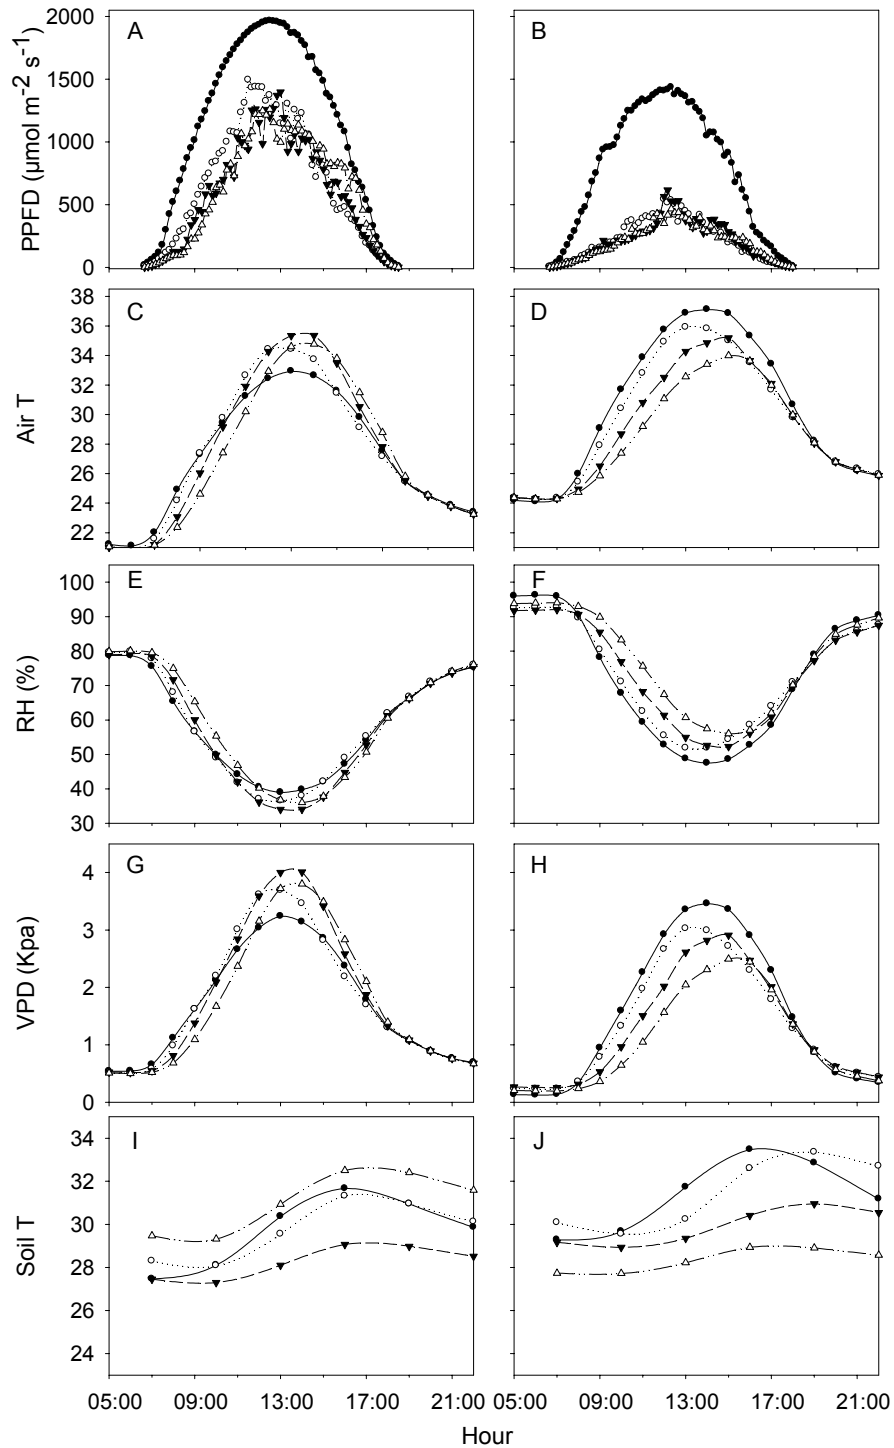 A
B
PPFD (µmol m⁻² s⁻¹)
2000
1500
1000
500
0
C
D
Air T
38
36
34
32
30
28
26
24
22
E
F
RH (%)
100
90
80
70
60
50
40
30
G
H
VPD (Kpa)
4
3
2
1
0
I
J
Soil T
34
32
30
28
26
24
05:00 09:00 13:00 17:00 21:00 05:00 09:00 13:00 17:00 21:00
Hour